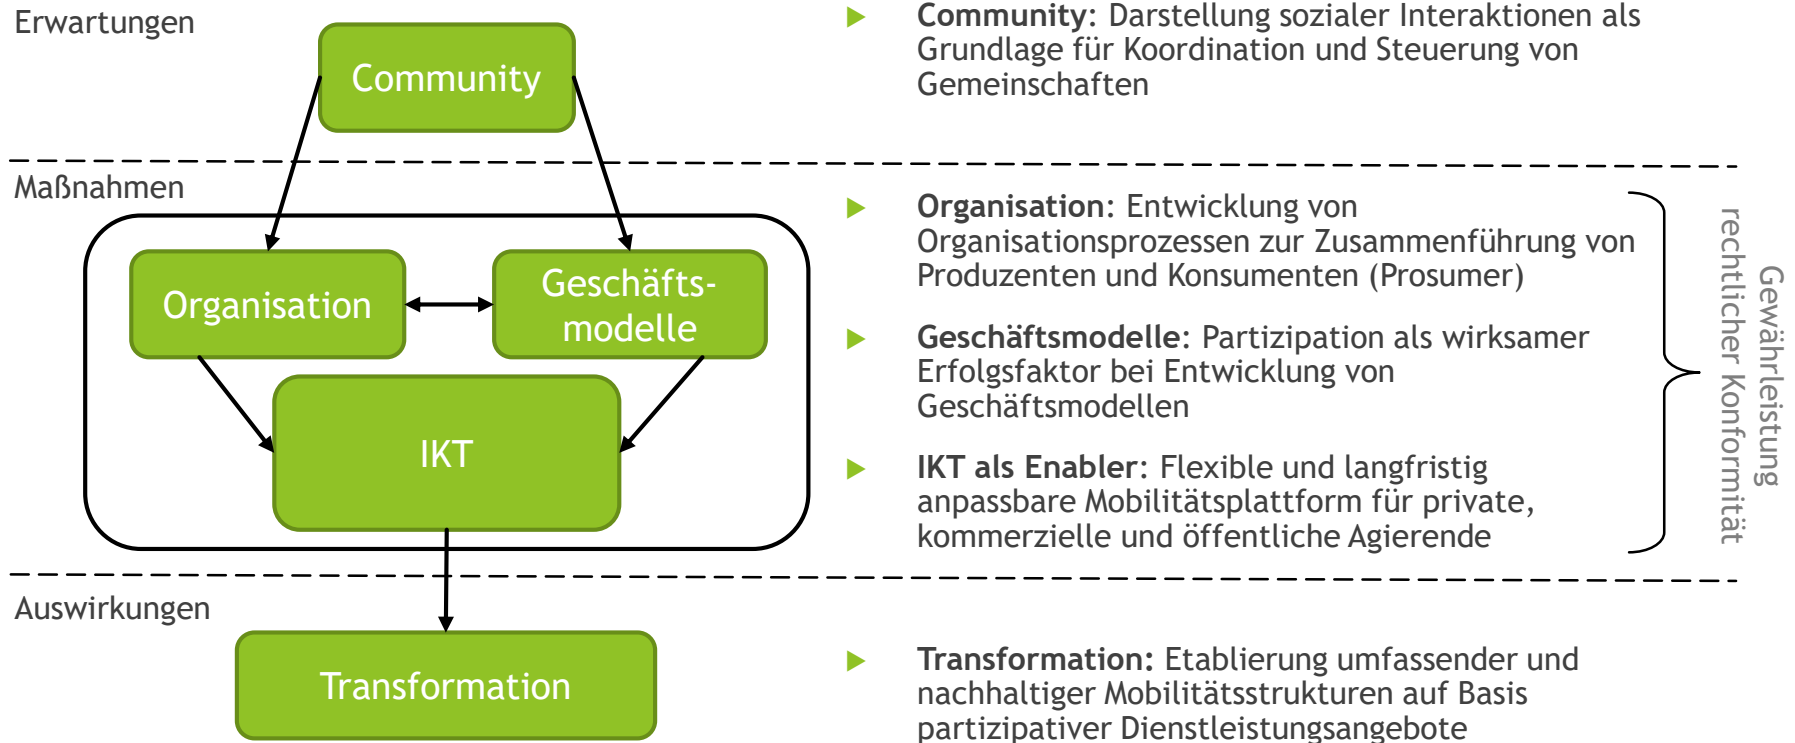 Erwartungen
Community
Community: Darstellung sozialer Interaktionen als
Grundlage für Koordination und Steuerung von
Gemeinschaften
Maßnahmen
Organisation
Geschäfts-
modelle
IKT
Organisation: Entwicklung von
Organisationsprozessen zur Zusammenführung von
Produzenten und Konsumenten (Prosumer)
Geschäftsmodelle: Partizipation als wirksamer
Erfolgsfaktor bei Entwicklung von
Geschäftsmodellen
IKT als Enabler: Flexible und langfristig
anpassbare Mobilitätsplattform für private,
kommerzielle und öffentliche Agierende
Gewährleistung
rechtlicher Konformität
Auswirkungen
Transformation
Transformation: Etablierung umfassender und
nachhaltiger Mobilitätsstrukturen auf Basis
partizipativer Dienstleistungsangebote